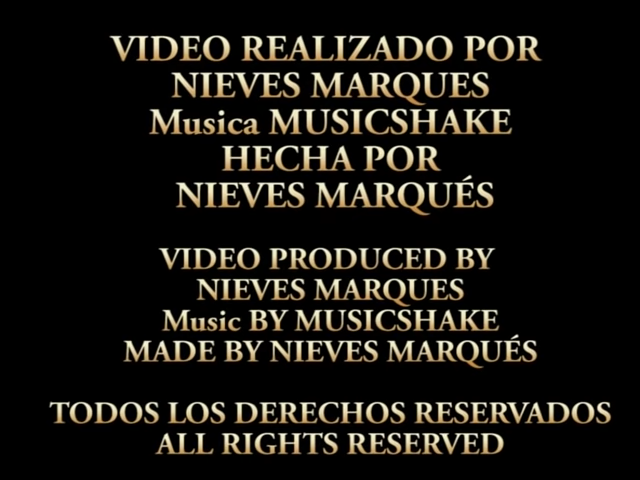 VIDEO REALIZADO POR
NIEVES MARQUES
Musica MUSICSHAKE
HECHA POR
NIEVES MARQUÉS
VIDEO PRODUCED BY
NIEVES MARQUES
Music BY MUSICSHAKE
MADE BY NIEVES MARQUÉS
TODOS LOS DERECHOS RESERVADOS
ALL RIGHTS RESERVED